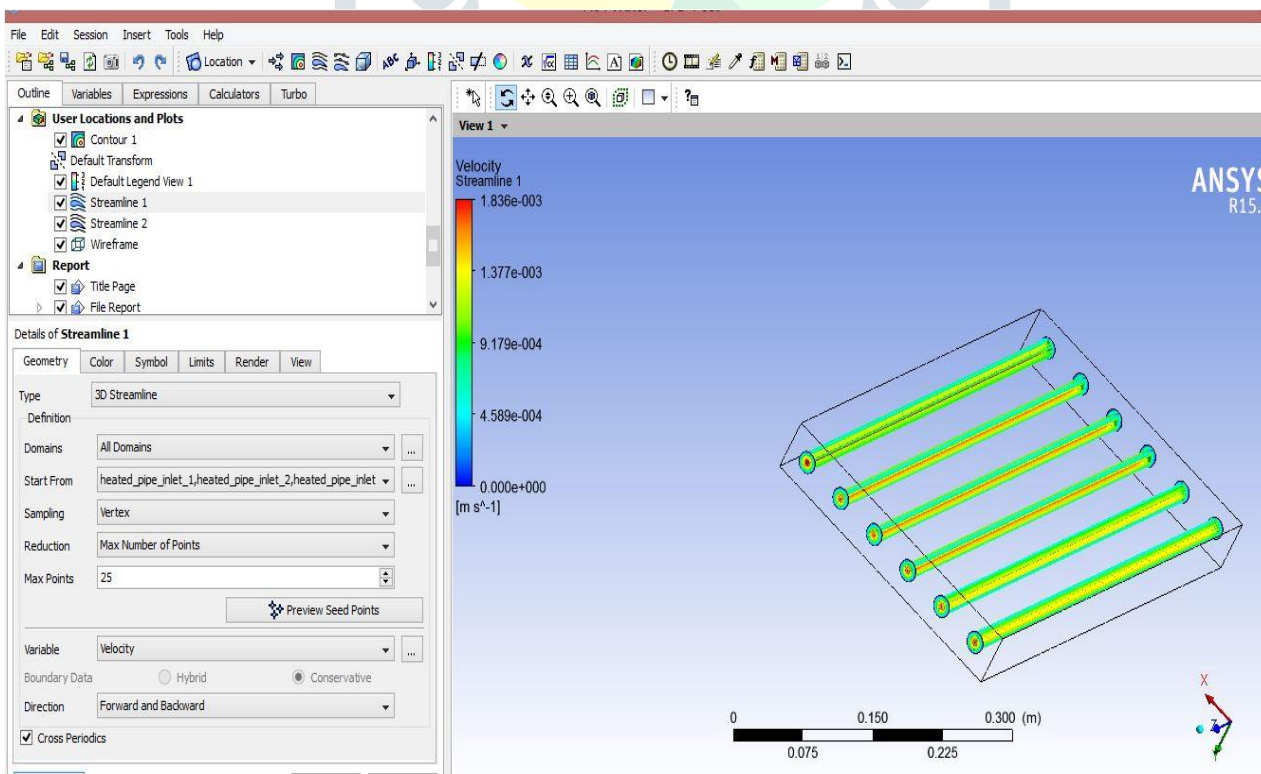 File Edit Session Insert Tools Help
Location
Outline Variables Expressions Calculators Turbo
User Locations and Plots
Contour 1
Default Transform
Default Legend View 1
Streamline 1
Streamline 2
Wireframe
Report
Title Page
File Report
Details of Streamline 1
Geometry Color Symbol Limits Render View
Type 3D Streamline
Definition
Domains All Domains ...
Start From heated_pipe_inlet_1,heated_pipe_inlet_2,heated_pipe_inlet ...
Sampling Vertex
Reduction Max Number of Points
Max Points 25
Preview Seed Points
Variable Velocity ...
Boundary Data Hybrid Conservative
Direction Forward and Backward
Cross Periodics
View 1
Velocity
Streamline 1
1.836e-003
1.377e-003
9.179e-004
4.589e-004
0.000e+000
[m s^-1]
ANSYS
R15.
0 0.150 0.300 (m)
0.075 0.225
X
Z
Y